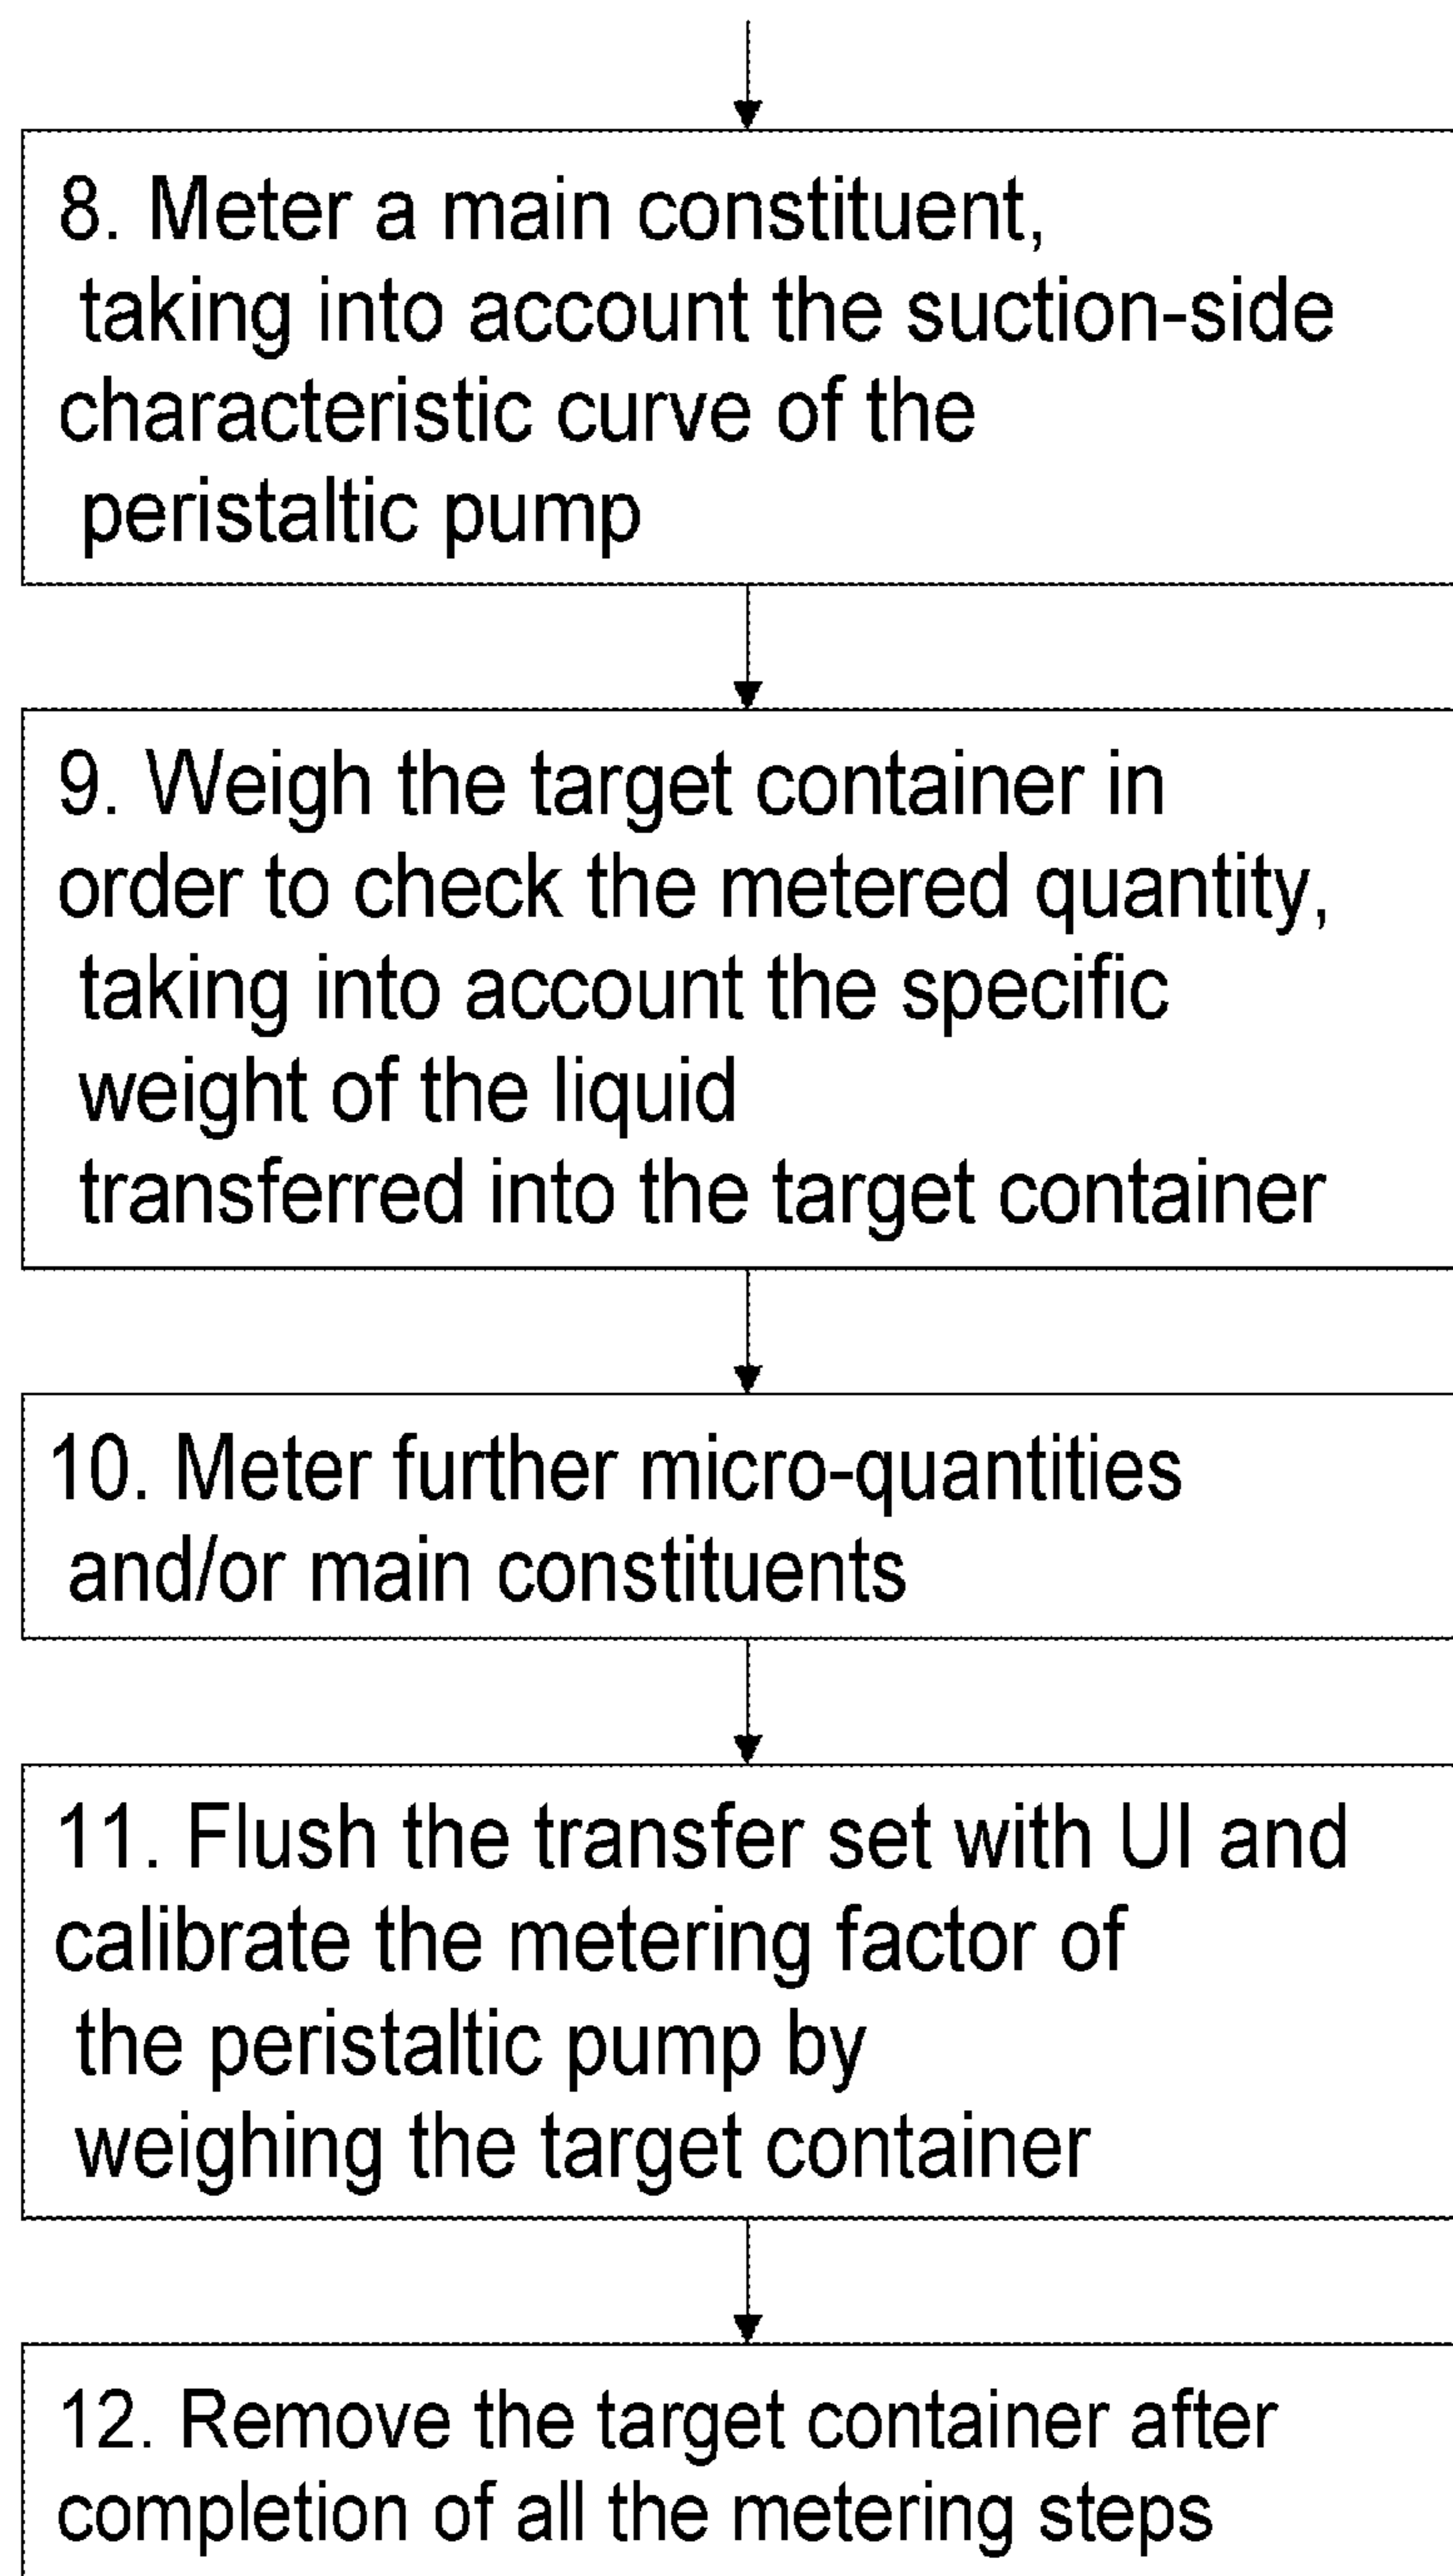 8. Meter a main constituent,
taking into account the suction-side
characteristic curve of the
peristaltic pump
9. Weigh the target container in
order to check the metered quantity,
taking into account the specific
weight of the liquid
transferred into the target container
10. Meter further micro-quantities
and/or main constituents
11. Flush the transfer set with UI and
calibrate the metering factor of
the peristaltic pump by
weighing the target container
12. Remove the target container after
completion of all the metering steps